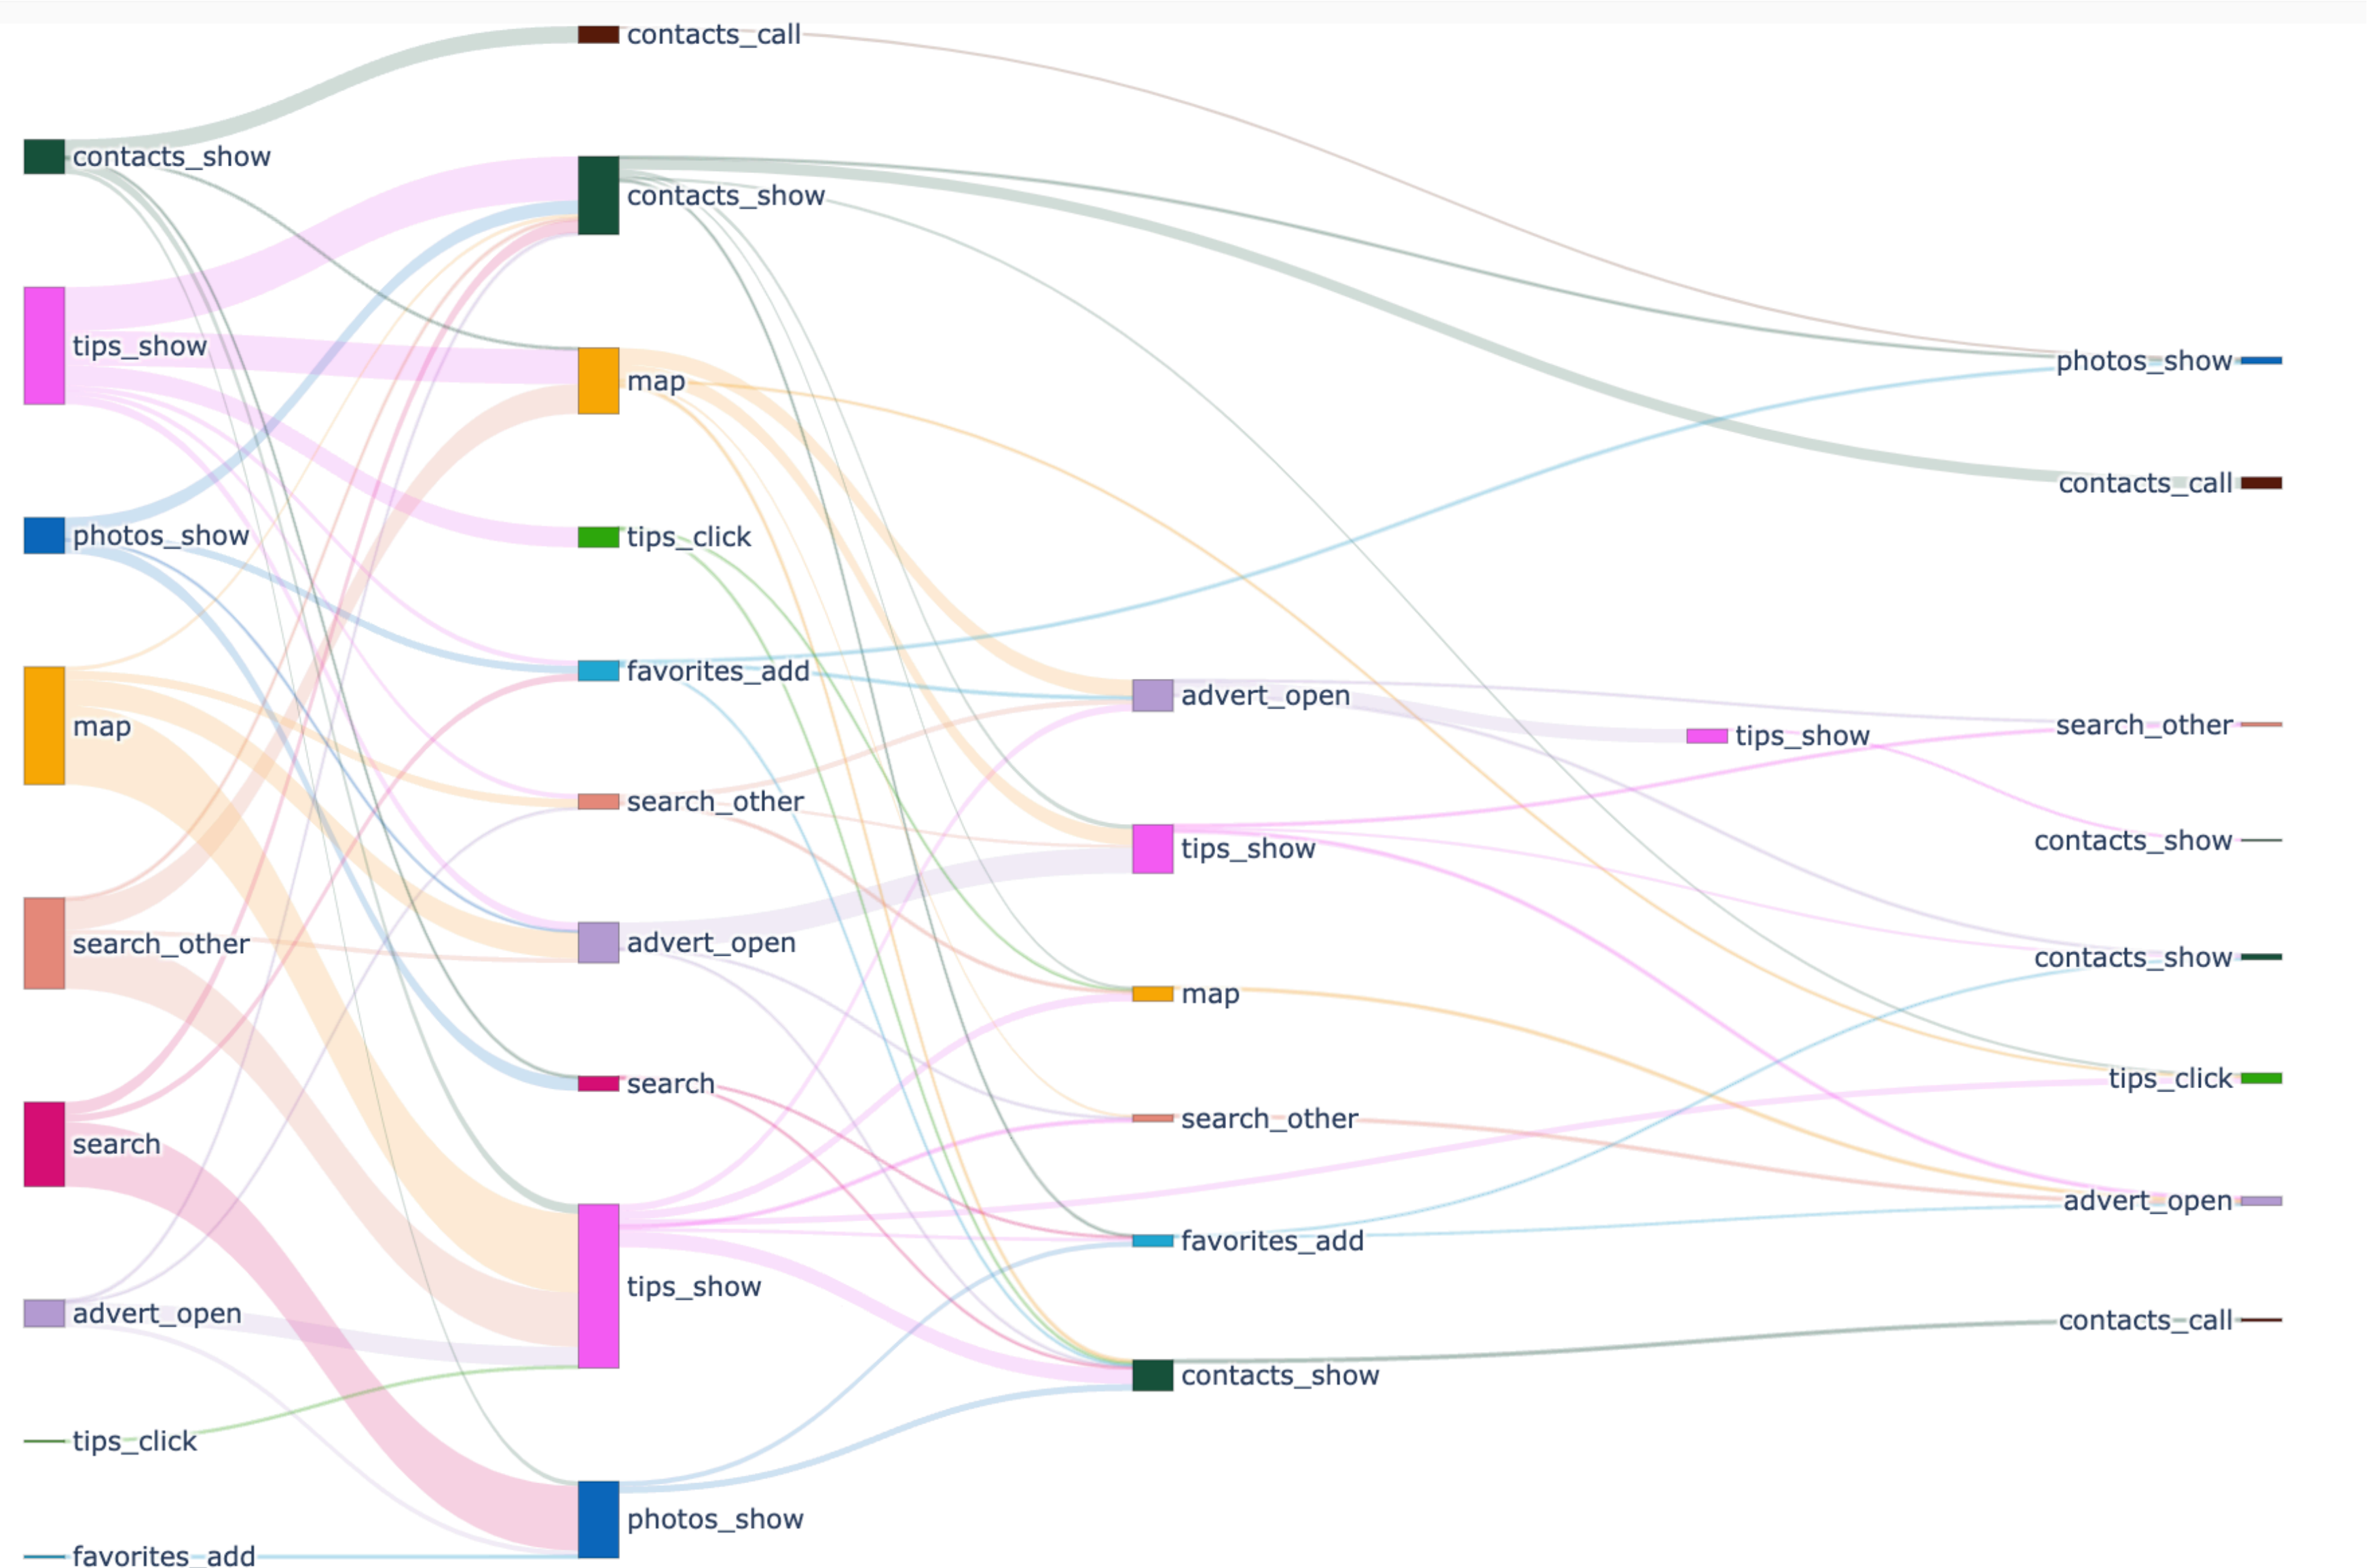 contacts_show
tips_show
photos_show
map
search_other
search
advert_open
tips_click
favorites_add
contacts_call
contacts_show
map
tips_click
favorites_add
search_other
advert_open
search
tips_show
photos_show
advert_open
tips_show
map
search_other
favorites_add
contacts_show
tips_show
photos_show
contacts_call
search_other
contacts_show
contacts_show
tips_click
advert_open
contacts_call